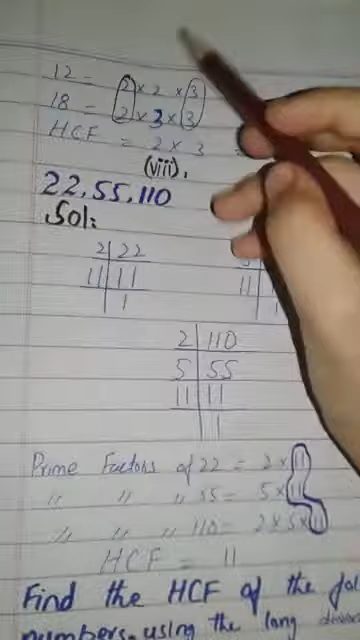 12 = 2 × 2 × 3
18 = 2 × 3 × 3
HCF = 2 × 3
(viii),
22,55,110
Sol:
2 | 22
11 | 11
1
11
2 | 110
5 | 55
11 | 11
1
Prime Factors of 22 = 2 × 11
" " " 55 = 5 × 11
" " " 110 = 2 × 5 × 11
HCF = 11
Find the HCF of the
numbers, using the long